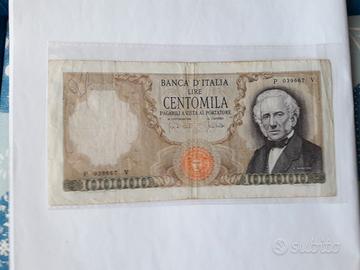 BANCA D'ITALIA
P 039667 V
LIRE
CENTOMILA
PAGABILI A VISTA AL PORTATORE
P 039667 V
100000
100000
subito